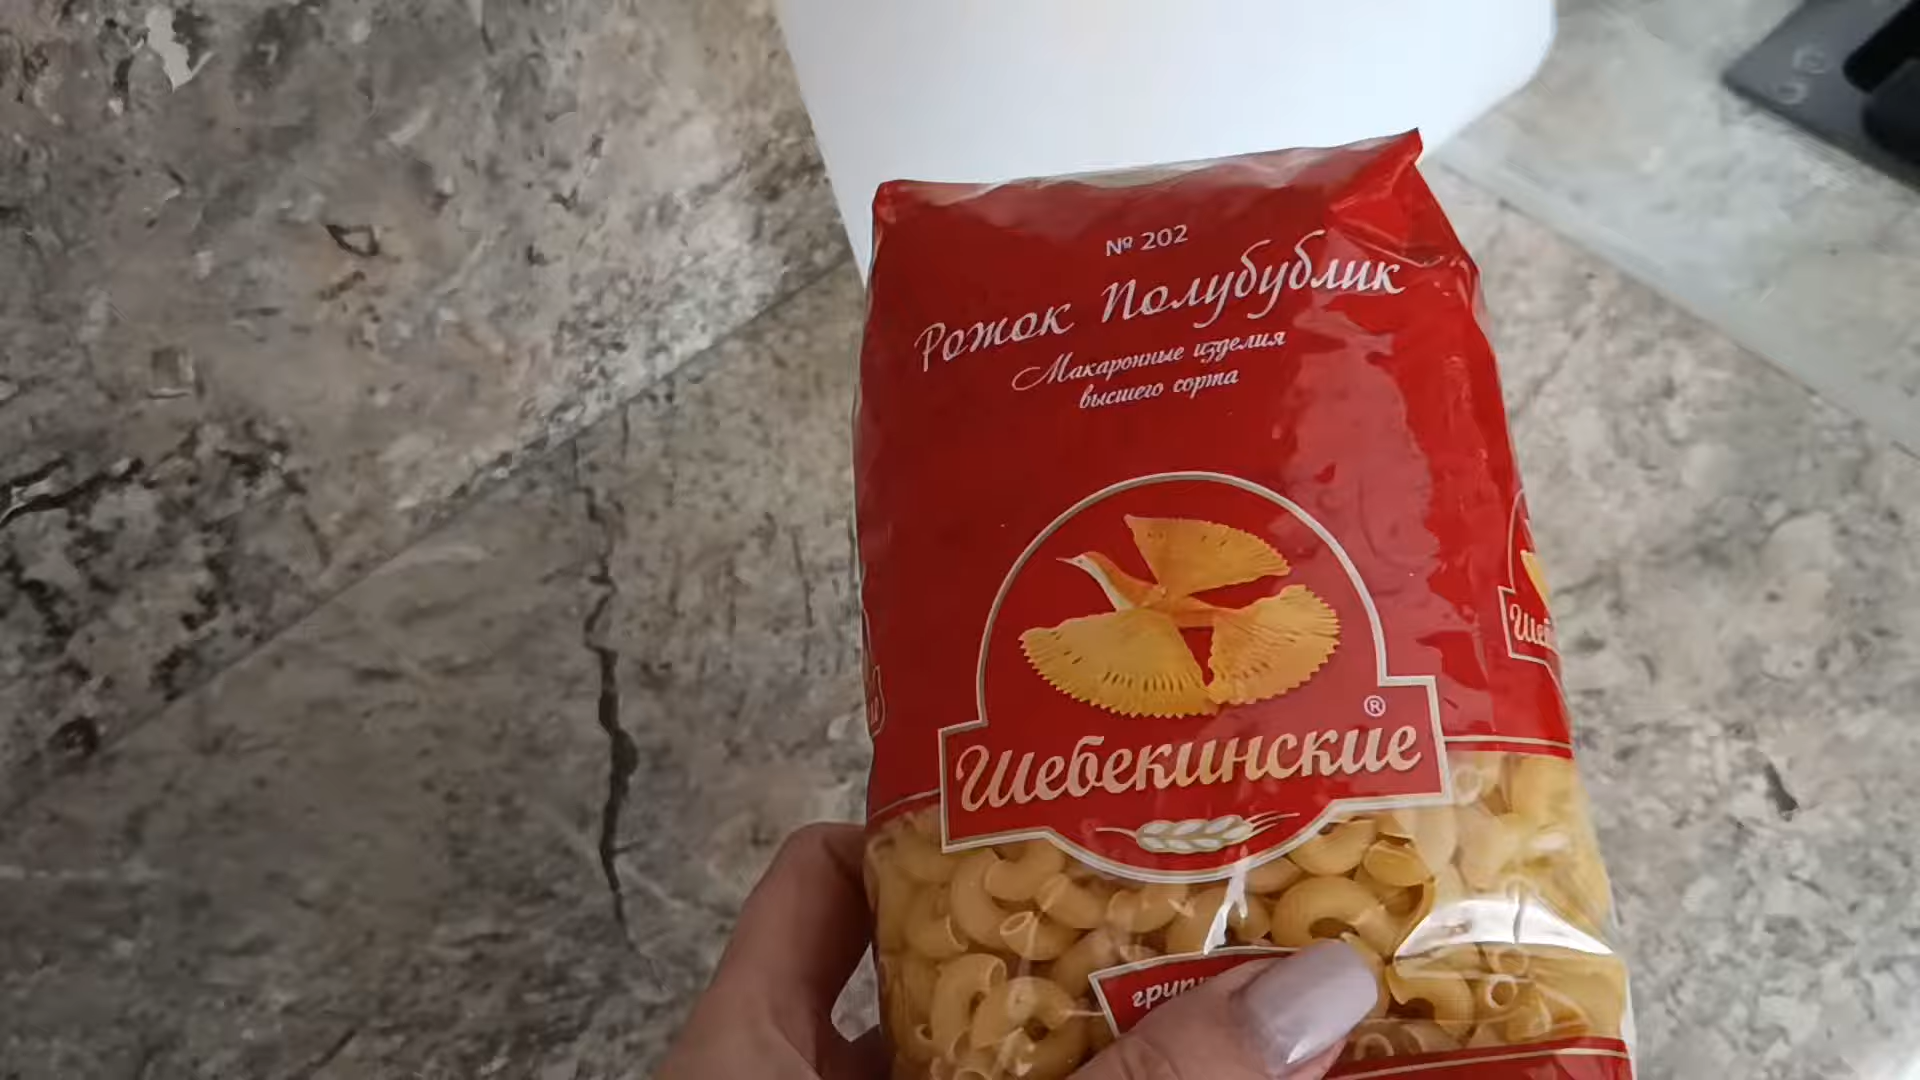 № 202
Рожок Полубублик
Макаронные изделия
высшего сорта
®
Шебекинские